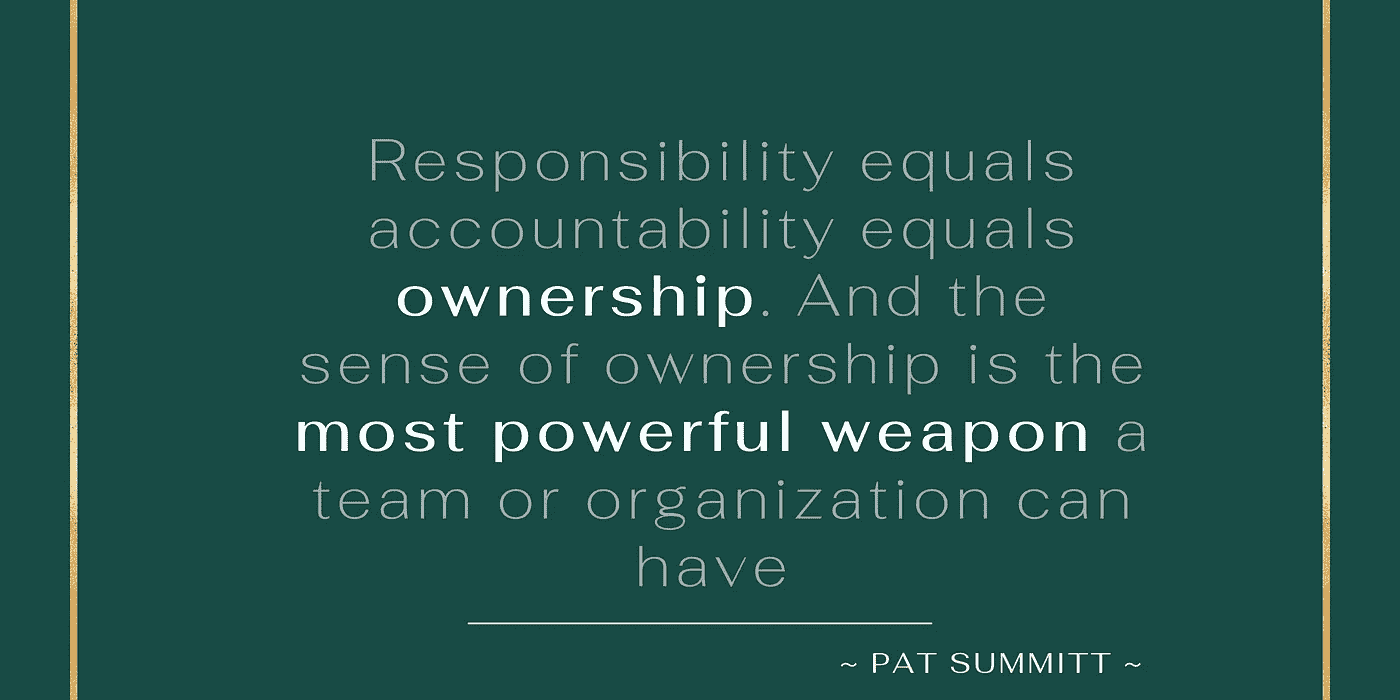 Responsibility equals
accountability equals
ownership. And the
sense of ownership is the
most powerful weapon a
team or organization can
have
~ PAT SUMMITT ~